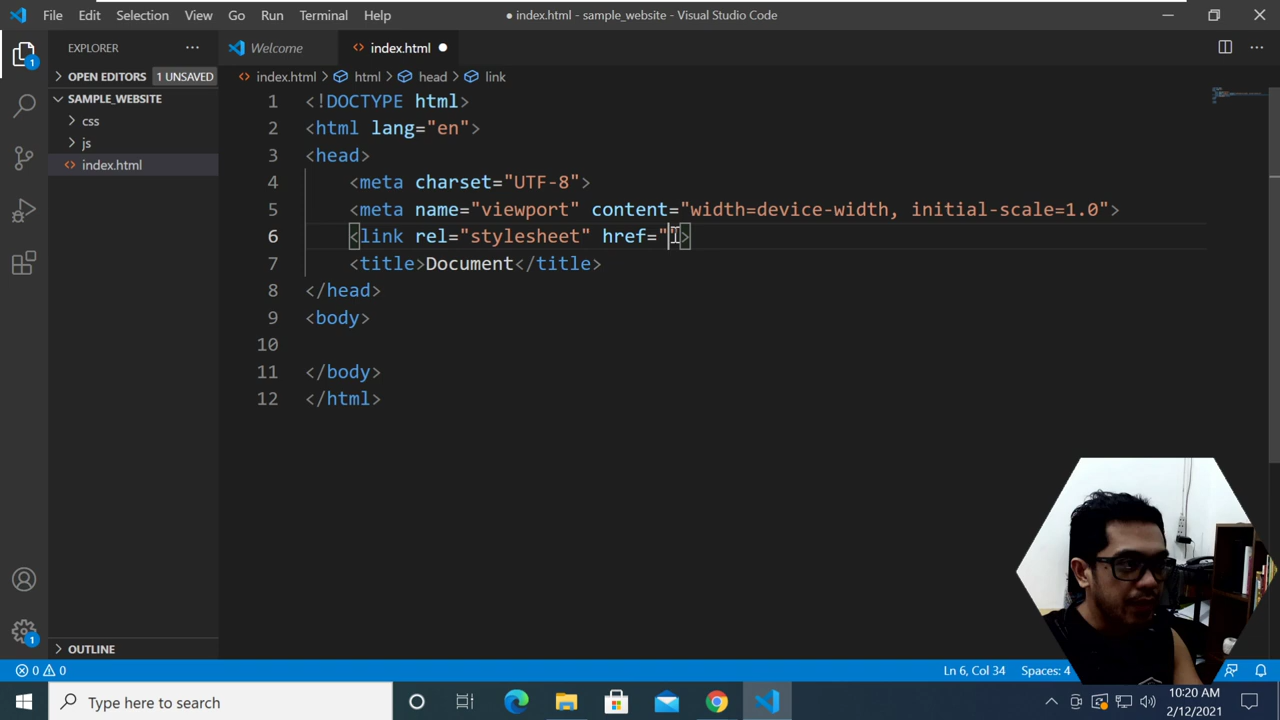 File Edit Selection View Go Run Terminal Help
● index.html - sample_website - Visual Studio Code
EXPLORER
Welcome
index.html ●
OPEN EDITORS 1 UNSAVED
SAMPLE_WEBSITE
css
js
index.html
index.html > html > head > link
1 <!DOCTYPE html>
2 <html lang="en">
3 <head>
4 <meta charset="UTF-8">
5 <meta name="viewport" content="width=device-width, initial-scale=1.0">
6 <link rel="stylesheet" href="">
7 <title>Document</title>
8 </head>
9 <body>
10
11 </body>
12 </html>
1
1
OUTLINE
0 0
Ln 6, Col 34 Spaces: 4
Type here to search
10:20 AM
2/12/2021